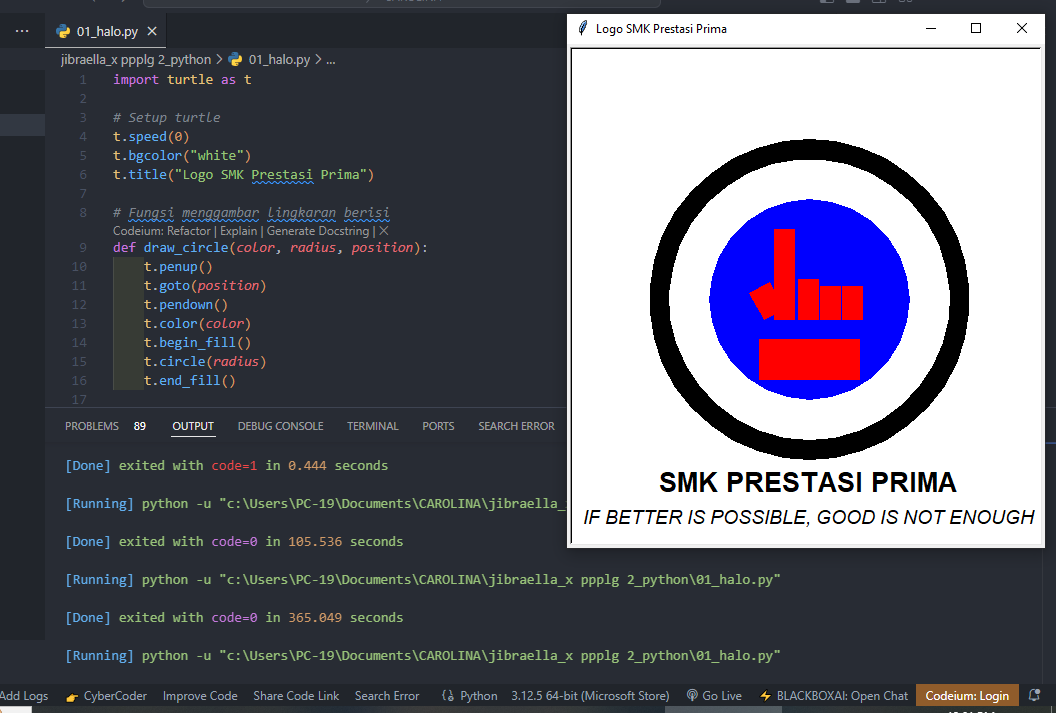 01_halo.py
jibraella_x ppplg 2_python > 01_halo.py > ...
1 import turtle as t
2
3 # Setup turtle
4 t.speed(0)
5 t.bgcolor("white")
6 t.title("Logo SMK Prestasi Prima")
7
8 # Fungsi menggambar lingkaran berisi
Codeium: Refactor | Explain | Generate Docstring | X
9 def draw_circle(color, radius, position):
10 t.penup()
11 t.goto(position)
12 t.pendown()
13 t.color(color)
14 t.begin_fill()
15 t.circle(radius)
16 t.end_fill()
17
Logo SMK Prestasi Prima
SMK PRESTASI PRIMA
IF BETTER IS POSSIBLE, GOOD IS NOT ENOUGH
PROBLEMS 89 OUTPUT DEBUG CONSOLE TERMINAL PORTS SEARCH ERROR
[Done] exited with code=1 in 0.444 seconds
[Running] python -u "c:\Users\PC-19\Documents\CAROLINA\jibraella_
[Done] exited with code=0 in 105.536 seconds
[Running] python -u "c:\Users\PC-19\Documents\CAROLINA\jibraella_x ppplg 2_python\01_halo.py"
[Done] exited with code=0 in 365.049 seconds
[Running] python -u "c:\Users\PC-19\Documents\CAROLINA\jibraella_x ppplg 2_python\01_halo.py"
Add Logs CyberCoder Improve Code Share Code Link Search Error {} Python 3.12.5 64-bit (Microsoft Store) Go Live BLACKBOXAI: Open Chat Codeium: Login